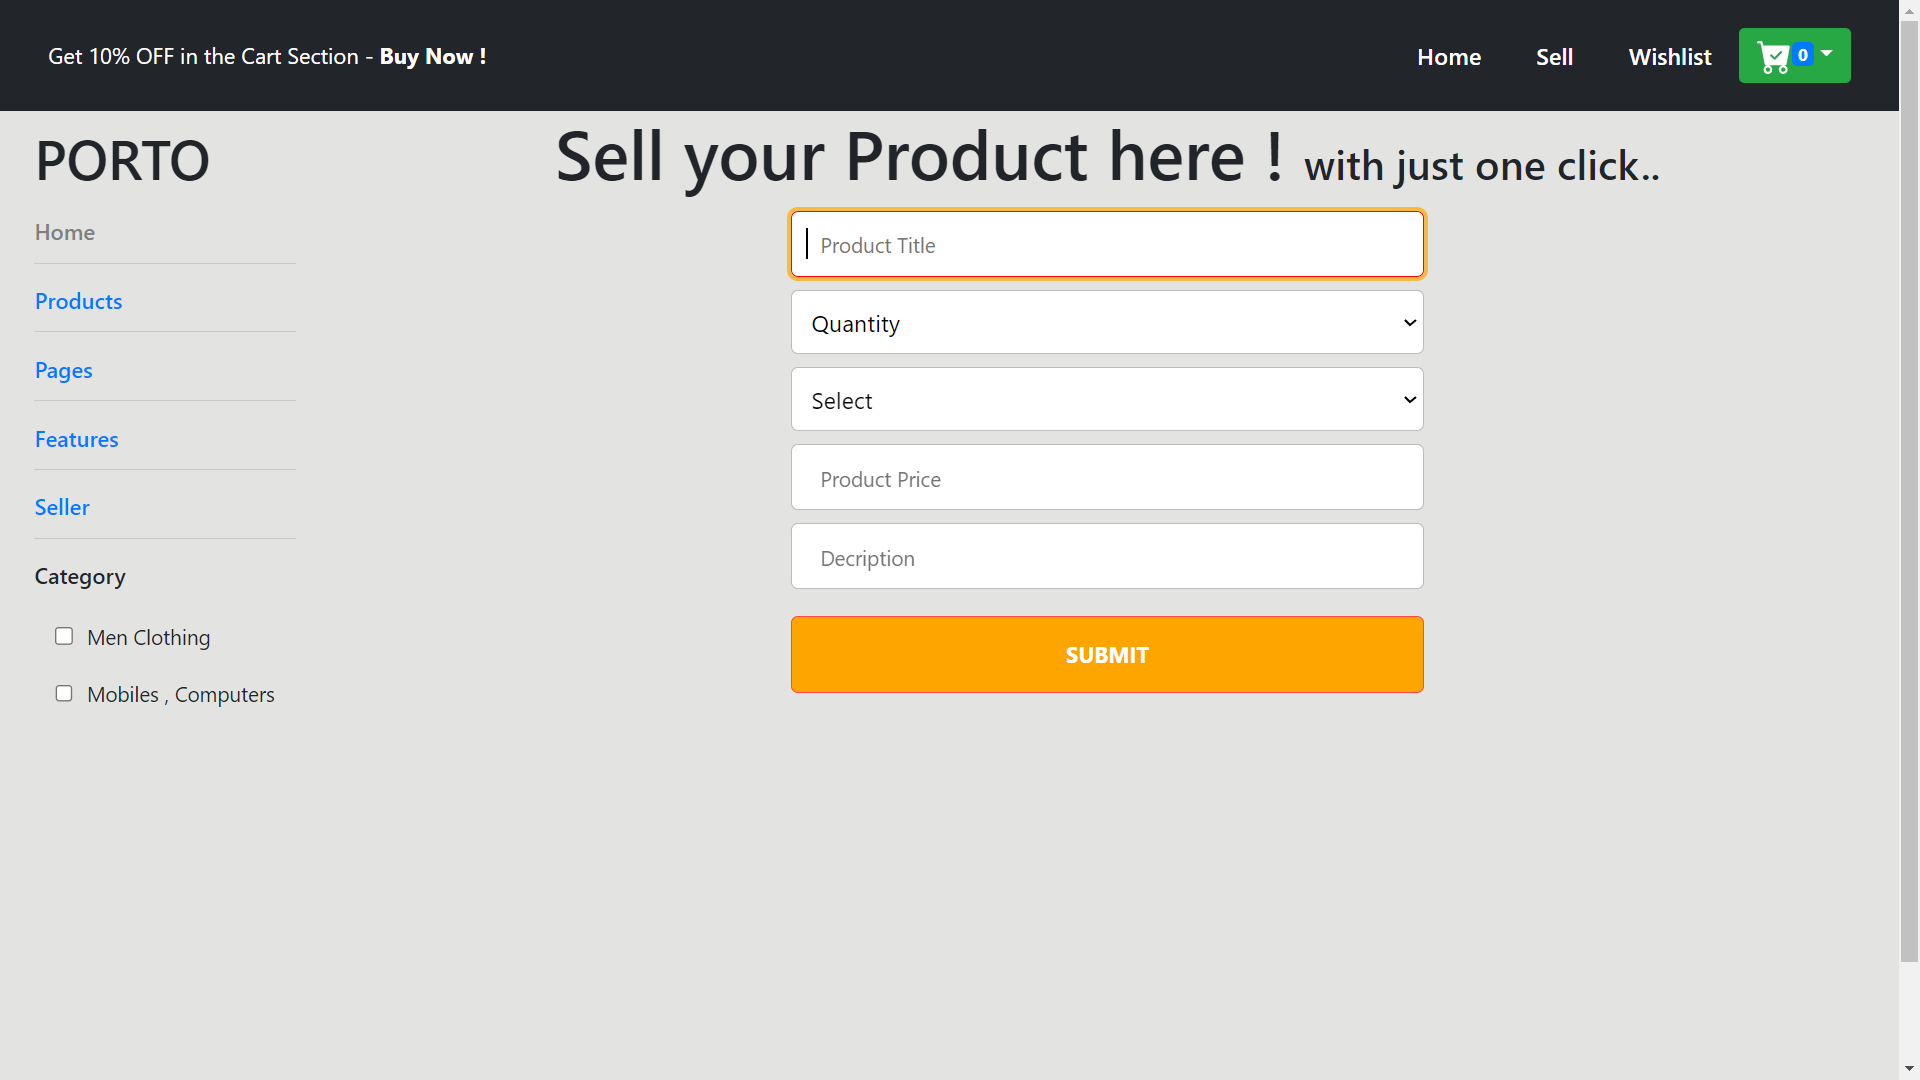 Get 10% OFF in the Cart Section - Buy Now !
Home
Sell
Wishlist
0
PORTO
Home
Products
Pages
Features
Seller
Category
Men Clothing
Mobiles , Computers
Sell your Product here ! with just one click..
Product Title
Quantity
Select
Product Price
Decription
SUBMIT